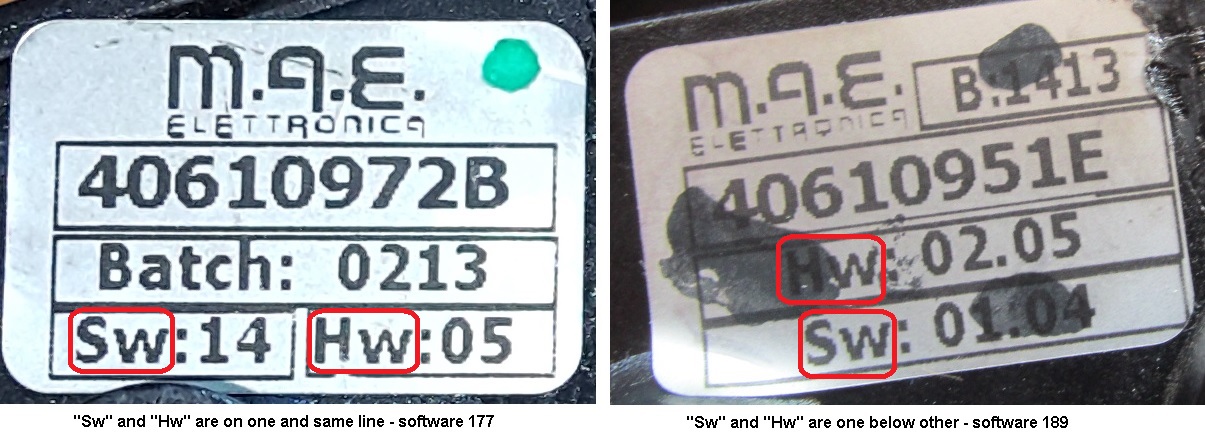 m.a.e.
ELETTRONICA
40610972B
Batch: 0213
Sw:14 Hw:05
"Sw" and "Hw" are on one and same line - software 177
m.a.e.
ELETTRONICA
B:1413
40610951E
Hw: 02.05
Sw: 01.04
"Sw" and "Hw" are one below other - software 189